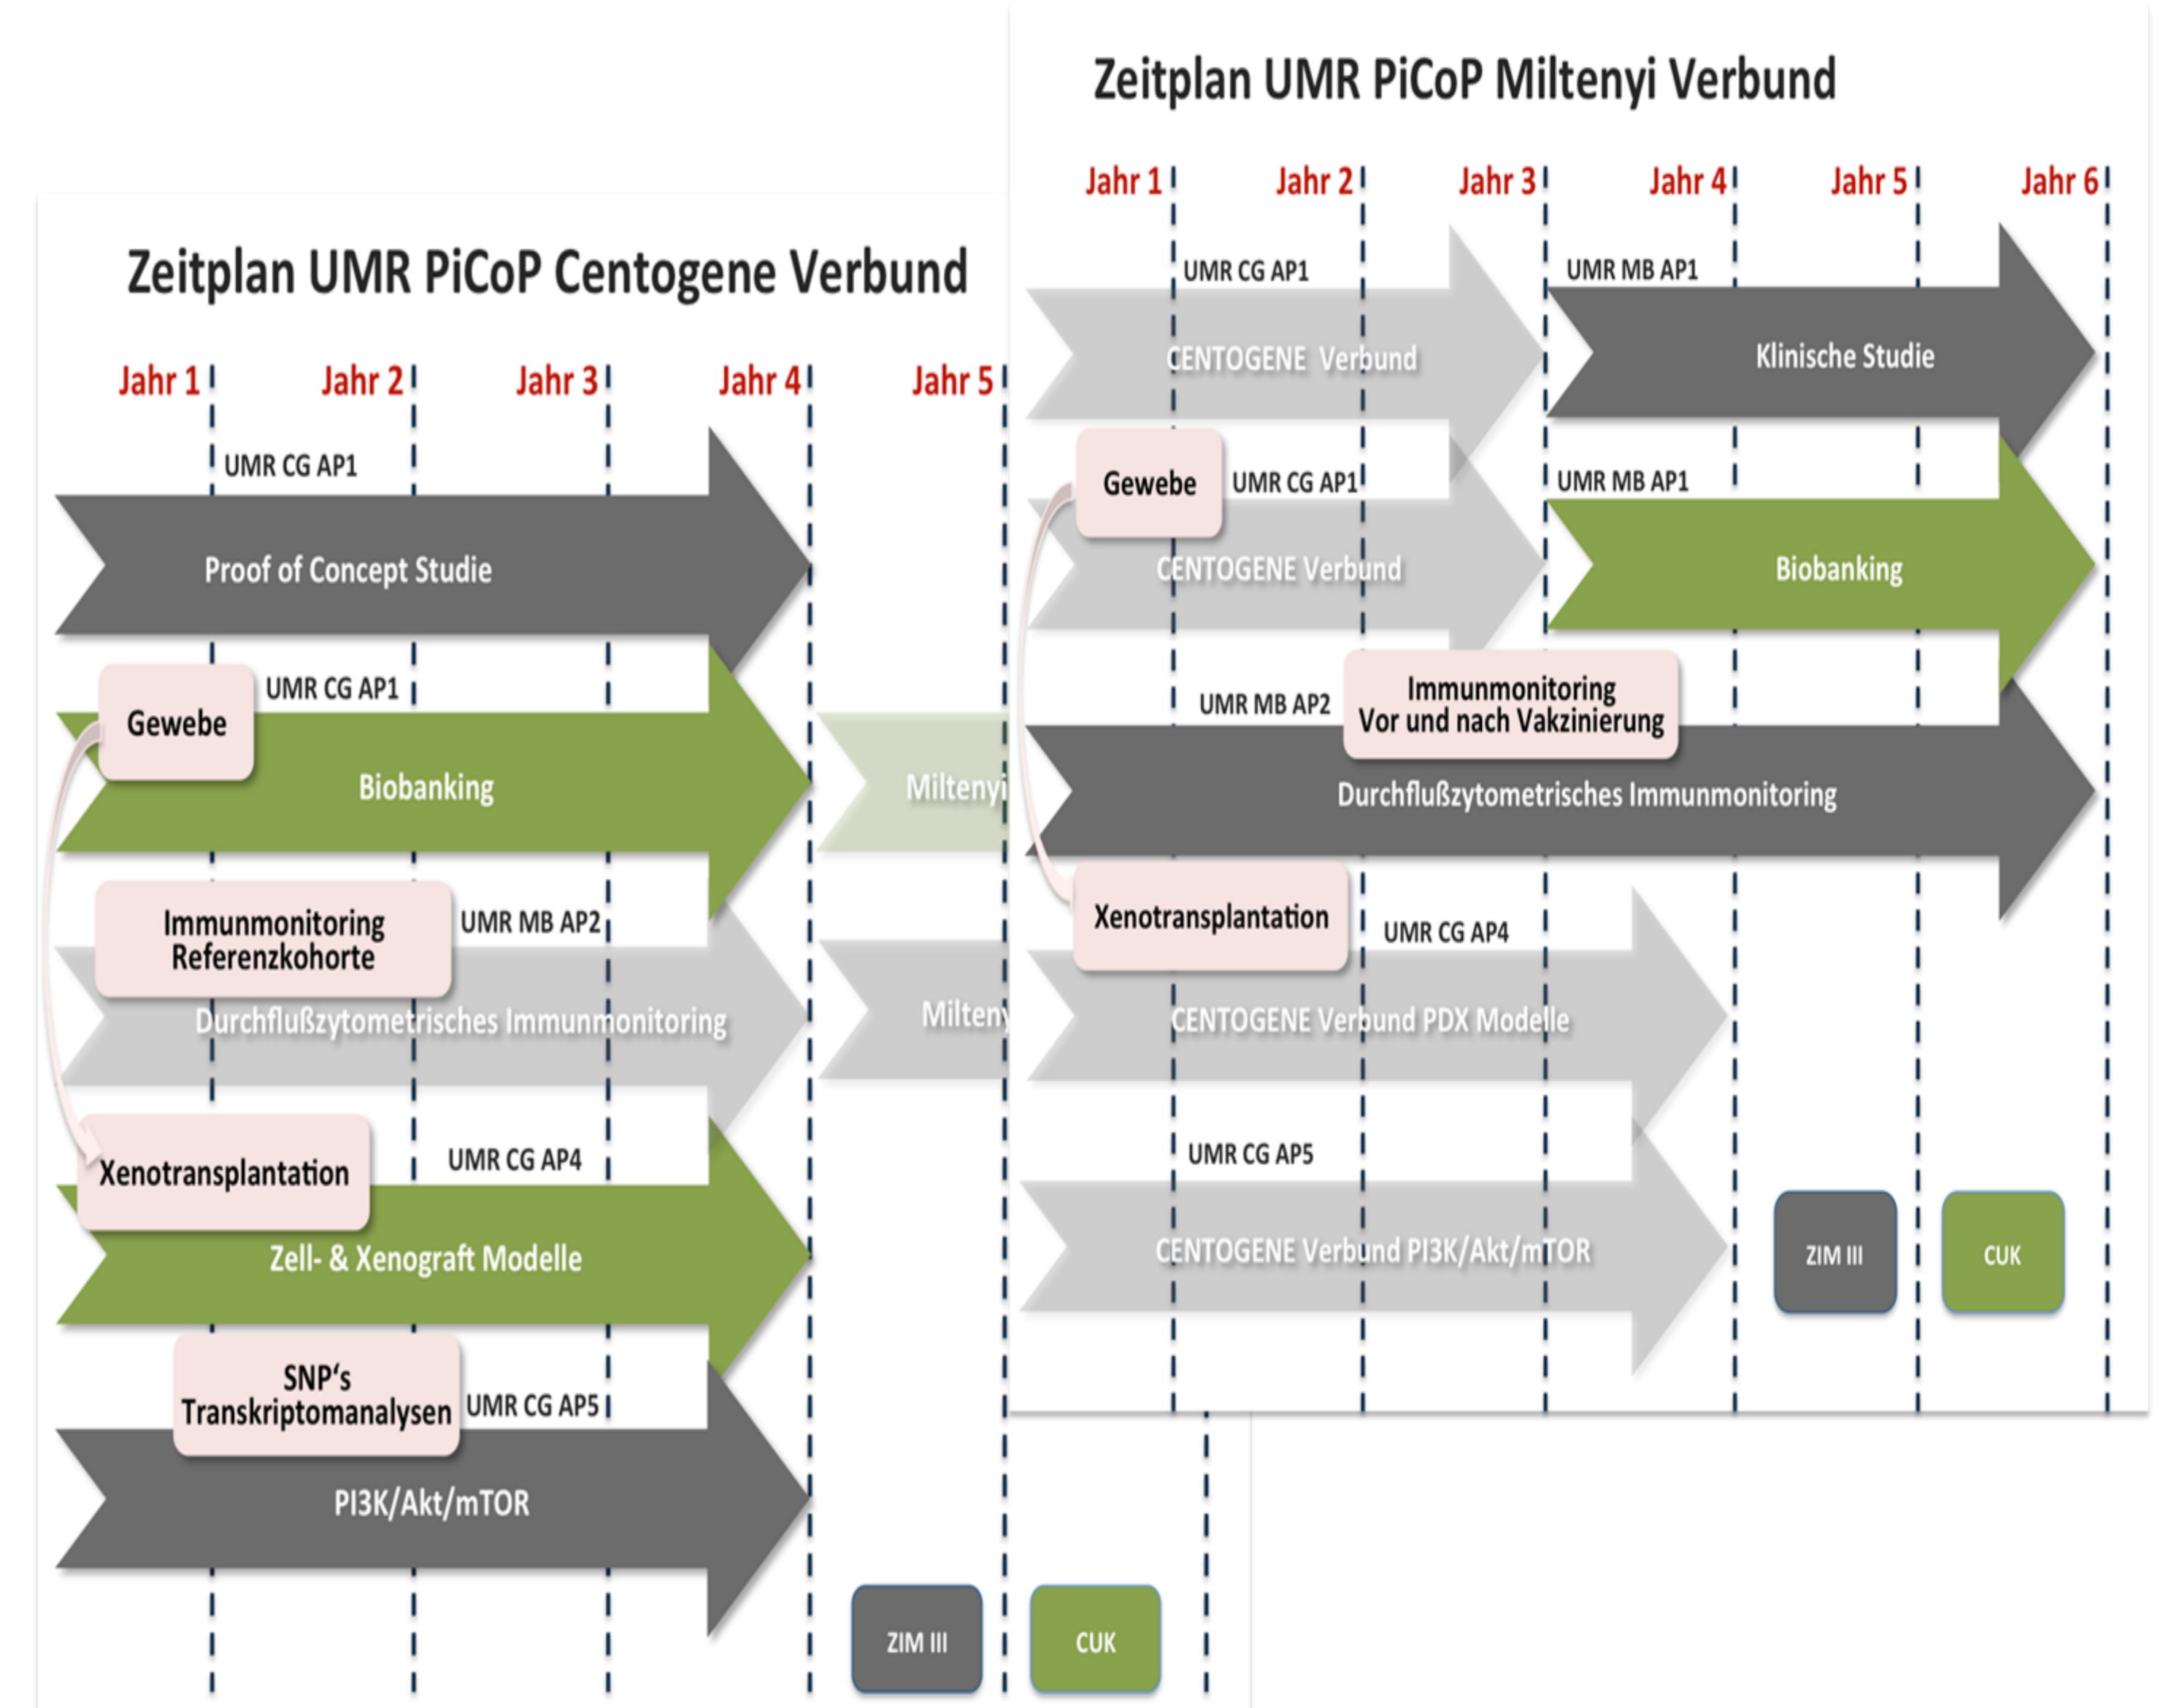 Zeitplan UMR PiCoP Centogene Verbund
Jahr 1
Jahr 2
Jahr 3
Jahr 4
Jahr 5
UMR CG AP1
Proof of Concept Studie
Gewebe
UMR CG AP1
Biobanking
Miltenyi
Immunmonitoring
Referenzkohorte
UMR MB AP2
Durchflußzytometrisches Immunmonitoring
Milteny
Xenotransplantation
UMR CG AP4
Zell- & Xenograft Modelle
SNP‘s
Transkriptomanalysen
UMR CG AP5
PI3K/Akt/mTOR
ZIM III
CUK
Zeitplan UMR PiCoP Miltenyi Verbund
Jahr 1
Jahr 2
Jahr 3
Jahr 4
Jahr 5
Jahr 6
UMR CG AP1
UMR MB AP1
CENTOGENE Verbund
Klinische Studie
Gewebe
UMR CG AP1
UMR MB AP1
CENTOGENE Verbund
Biobanking
UMR MB AP2
Immunmonitoring
Vor und nach Vakzinierung
Durchflußzytometrisches Immunmonitoring
Xenotransplantation
UMR CG AP4
CENTOGENE Verbund PDX Modelle
UMR CG AP5
CENTOGENE Verbund PI3K/Akt/mTOR
ZIM III
CUK